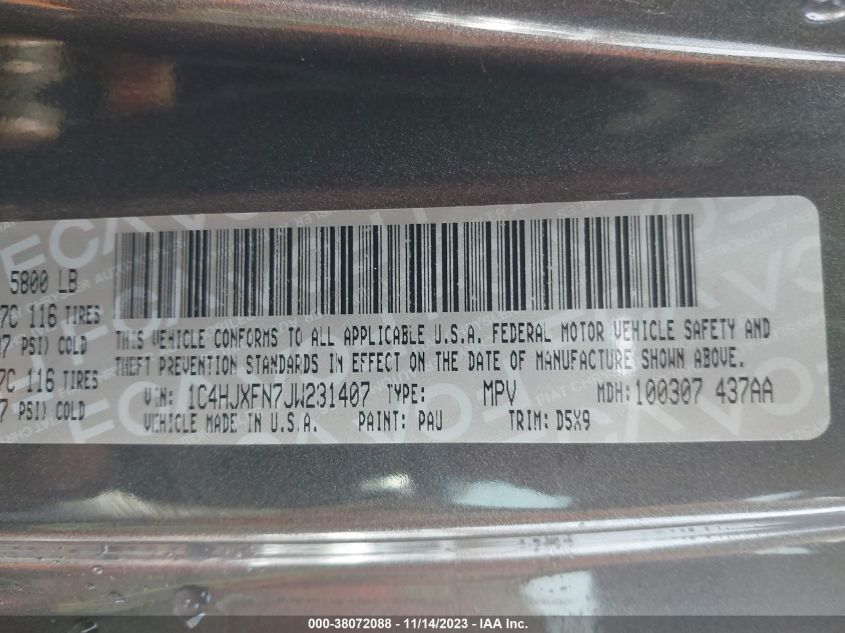 5800 LB
7C 116 TIRES
7 PSI) COLD
7C 116 TIRES
7 PSI) COLD
THIS VEHICLE CONFORMS TO ALL APPLICABLE U.S.A. FEDERAL MOTOR VEHICLE SAFETY AND
THEFT PREVENTION STANDARDS IN EFFECT ON THE DATE OF MANUFACTURE SHOWN ABOVE.
VIN: 1C4HJXFN7JW231407 TYPE: MPV MDH:100307 437AA
VEHICLE MADE IN U.S.A. PAINT: PAU TRIM: D5X9
000-38072088 - 11/14/2023 - IAA Inc.